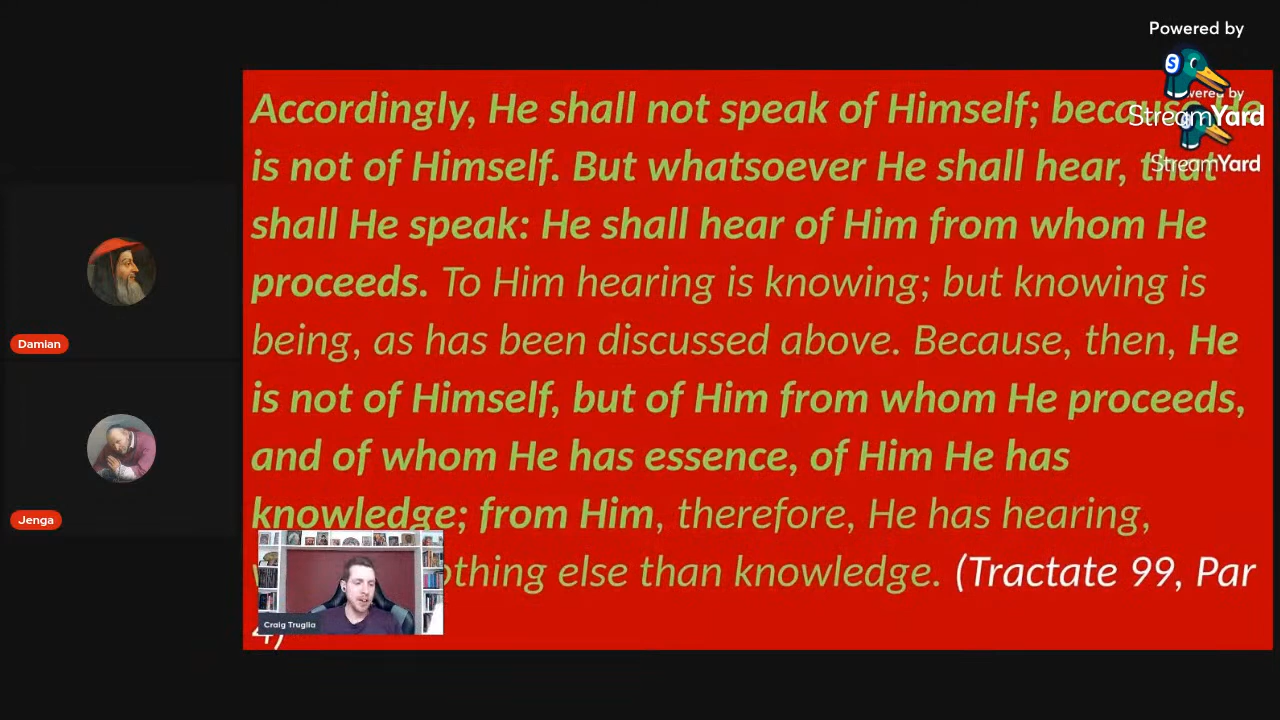 Powered by
StreamYard
StreamYard
Accordingly, He shall not speak of Himself; because He
is not of Himself. But whatsoever He shall hear, that
shall He speak: He shall hear of Him from whom He
proceeds. To Him hearing is knowing; but knowing is
being, as has been discussed above. Because, then, He
is not of Himself, but of Him from whom He proceeds,
and of whom He has essence, of Him He has
knowledge; from Him, therefore, He has hearing,
nothing else than knowledge. (Tractate 99, Par
4)
Damian
Jenga
Craig Truglia